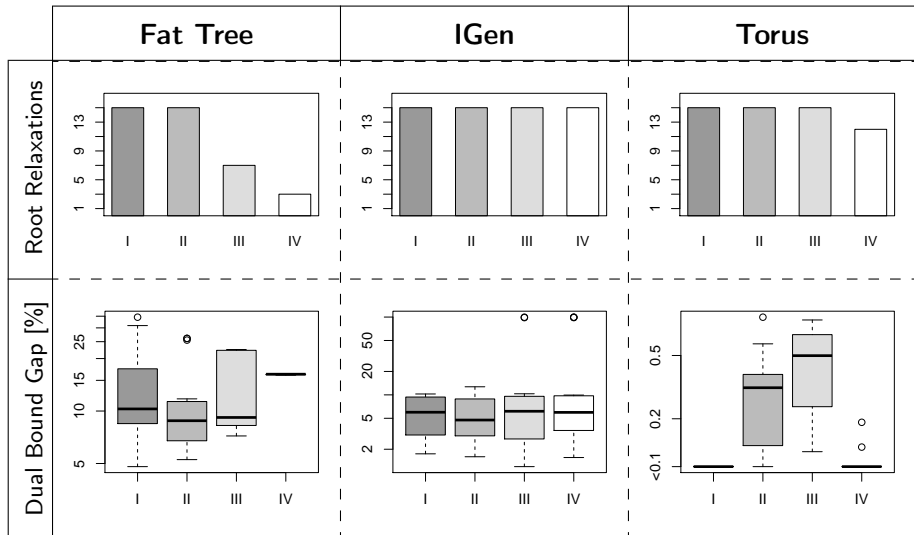 Fat Tree IGen Torus
Root Relaxations
13
9
5
1
I II III IV
13
9
5
1
I II III IV
13
9
5
1
I II III IV
Dual Bound Gap [%]
25
15
10
5
I II III IV
50
20
5
2
I II III IV
0.5
0.2
<0.1
I II III IV